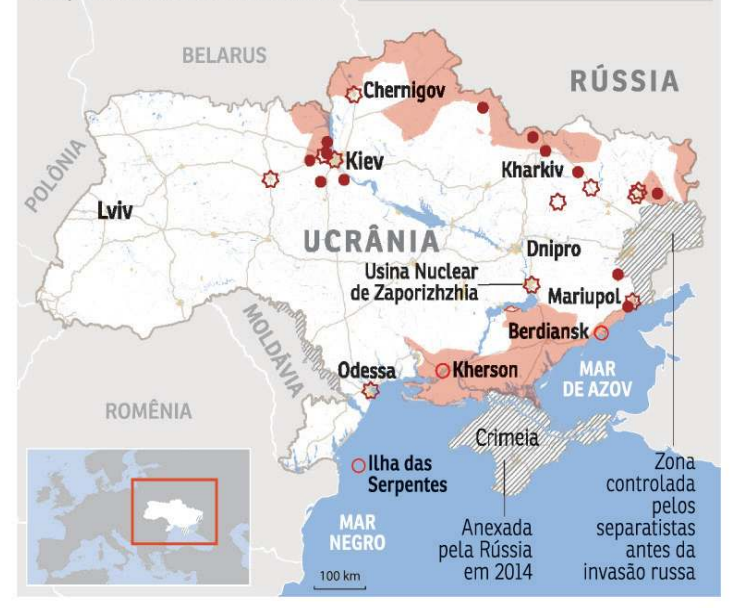 BELARUS
RÚSSIA
Chernigov
POLÔNIA
Kiev
Kharkiv
Lviv
UCRÂNIA
Dnipro
Usina Nuclear
de Zaporizhzhia
Mariupol
MOLDÁVIA
Berdiansk
Odessa
Kherson
MAR
DE AZOV
ROMÊNIA
Crimeia
Ilha das
Serpentes
MAR
NEGRO
Anexada
pela Rússia
em 2014
Zona
controlada
pelos
separatistas
antes da
invasão russa
100 km